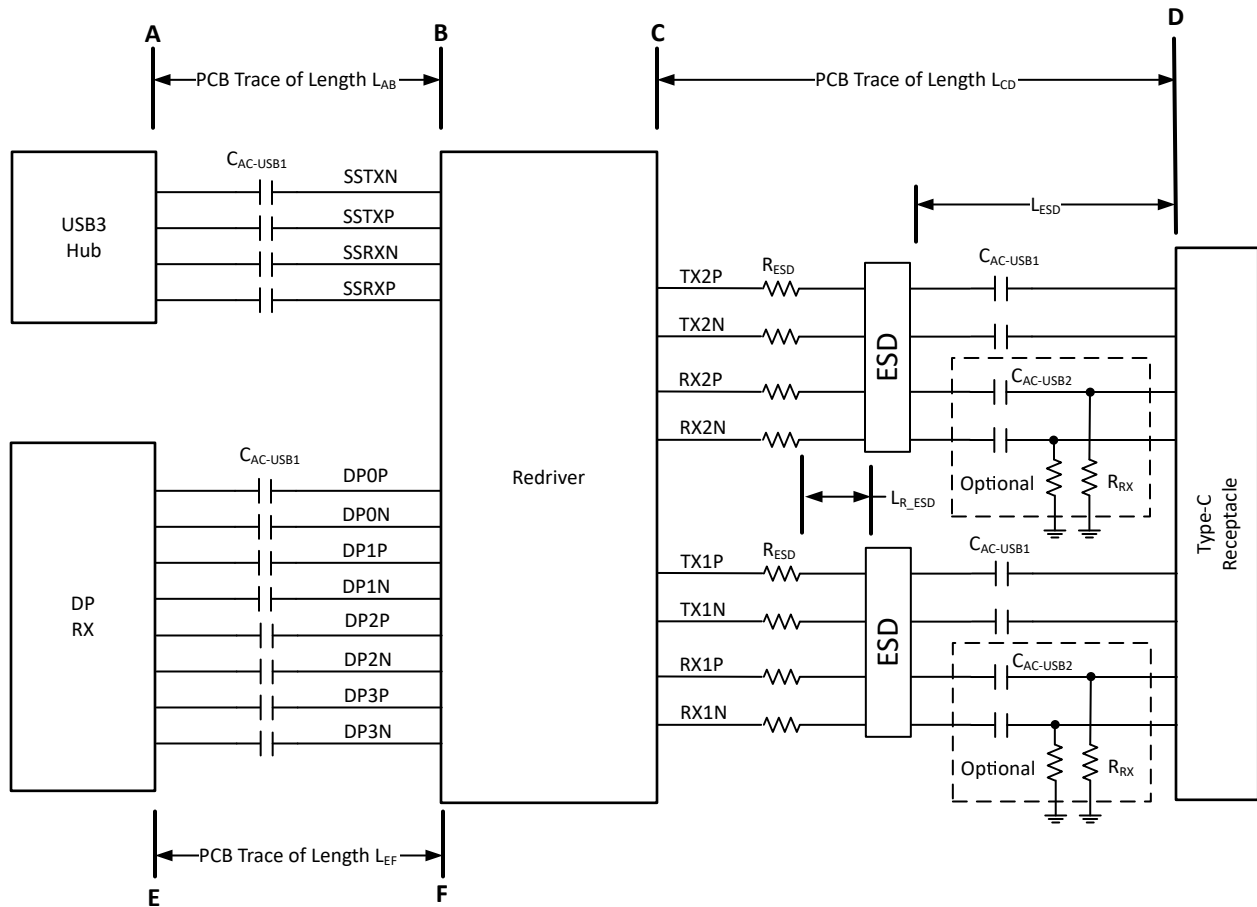 A
B
C
D
PCB Trace of Length LAB
PCB Trace of Length LCD
CAC-USB1
SSTXN
SSTXP
SSRXN
SSRXP
USB3
Hub
LESD
TX2P
RESD
CAC-USB1
TX2N
RX2P
CAC-USB2
RX2N
ESD
Optional
RRX
LR_ESD
Redriver
CAC-USB1
DP0P
DP0N
DP1P
DP1N
DP2P
DP2N
DP3P
DP3N
DP
RX
TX1P
RESD
CAC-USB1
TX1N
RX1P
CAC-USB2
RX1N
ESD
Optional
RRX
Type-C
Receptacle
PCB Trace of Length LEF
E
F